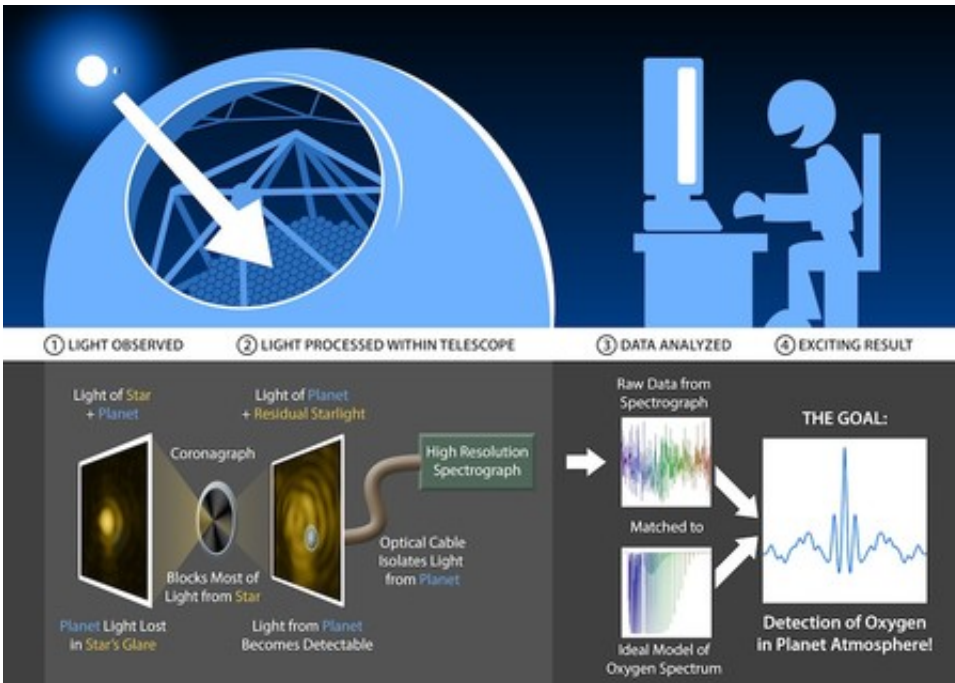 ① LIGHT OBSERVED
② LIGHT PROCESSED WITHIN TELESCOPE
③ DATA ANALYZED
④ EXCITING RESULT
Light of Star
+ Planet
Coronagraph
Blocks Most of
Light from Star
Planet Light Lost
in Star's Glare
Light of Planet
+ Residual Starlight
Light from Planet
Becomes Detectable
High Resolution
Spectrograph
Optical Cable
Isolates Light
from Planet
Raw Data from
Spectrograph
Matched to
Ideal Model of
Oxygen Spectrum
THE GOAL:
Detection of Oxygen
in Planet Atmosphere!